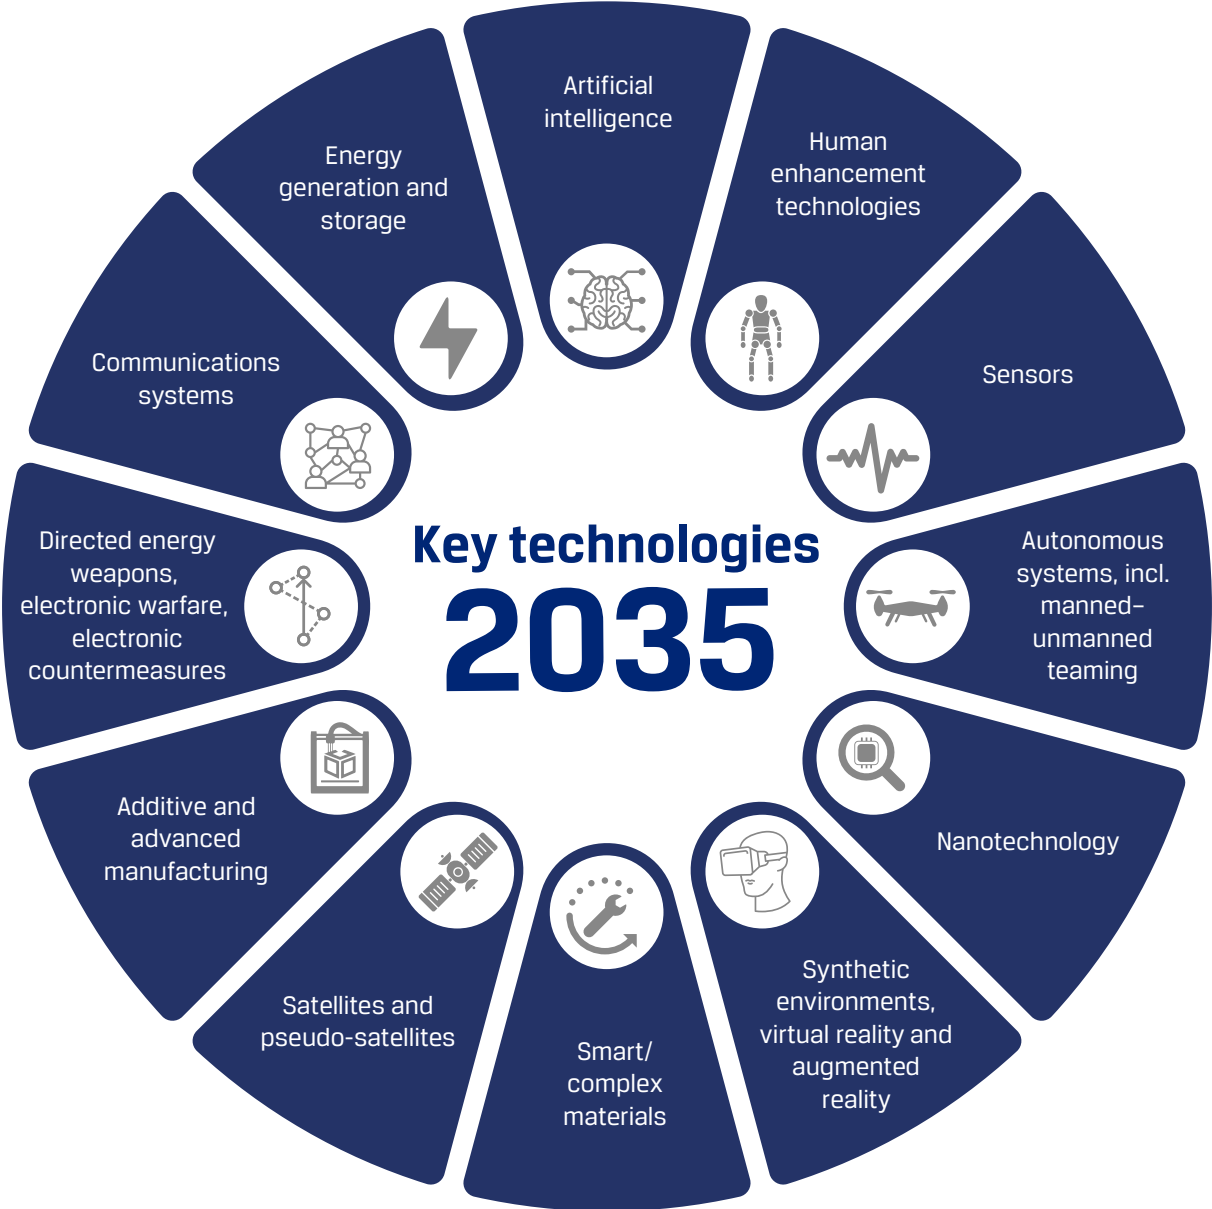 Key technologies
2035
Artificial
intelligence
Human
enhancement
technologies
Sensors
Autonomous
systems, incl.
manned–
unmanned
teaming
Nanotechnology
Synthetic
environments,
virtual reality and
augmented
reality
Smart/
complex
materials
Satellites and
pseudo-satellites
Additive and
advanced
manufacturing
Directed energy
weapons,
electronic warfare,
electronic
countermeasures
Communications
systems
Energy
generation and
storage